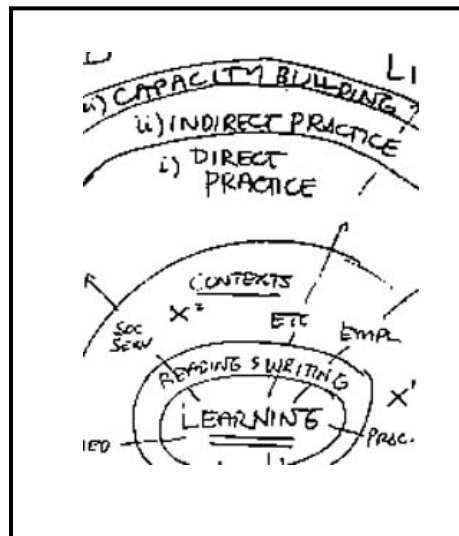 LI
iii) CAPACITY BUILDING
ii) INDIRECT PRACTICE
i) DIRECT
PRACTICE
CONTEXTS
X²
SOC
SERV
ETC
EMPL
READING & WRITING
X'
LEARNING
PRAC.